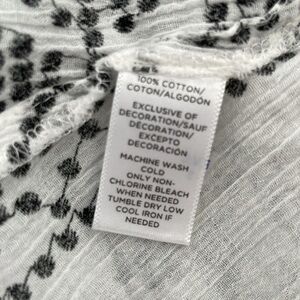 100% COTTON/
COTON/ALGODÓN
EXCLUSIVE OF
DECORATION/SAUF
DECORATION/
EXCEPTO
DECORACIÓN
MACHINE WASH
COLD
ONLY NON-
CHLORINE BLEACH
WHEN NEEDED
TUMBLE DRY LOW
COOL IRON IF
NEEDED